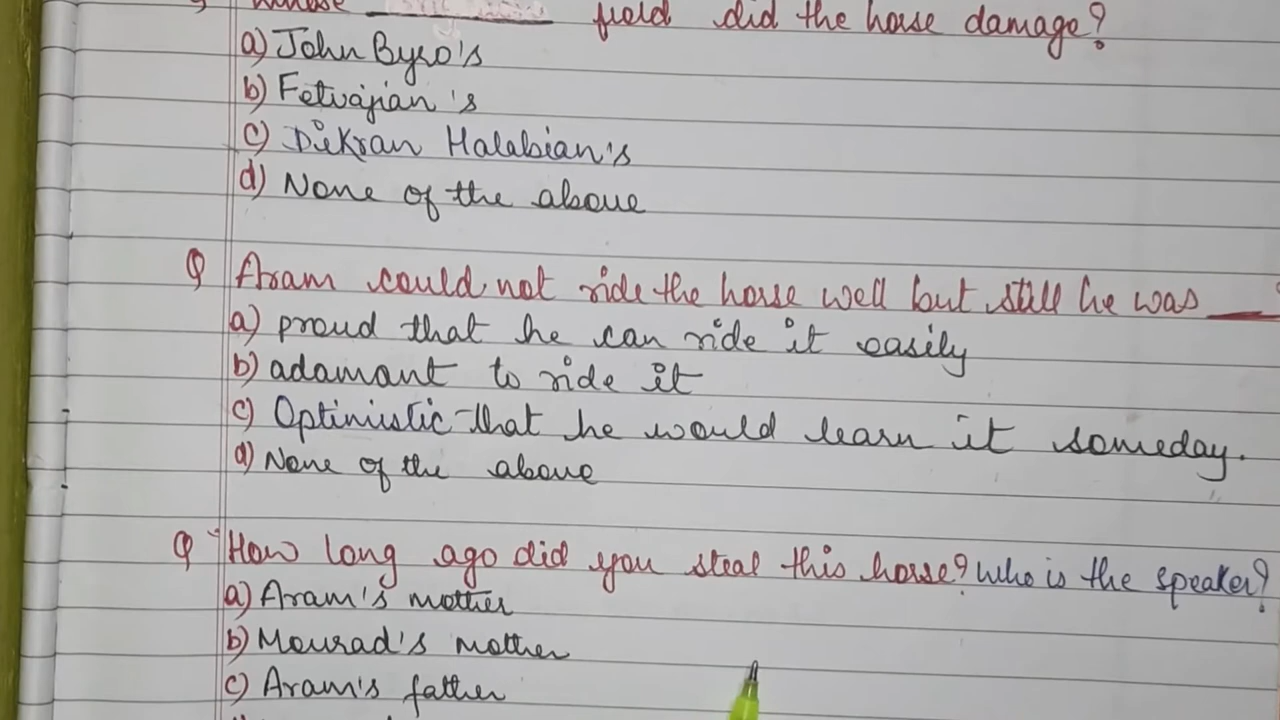 field did the horse damage?
a) John Byro's
b) Fetvajian's
c) Dikran Halabian's
d) None of the above
Q Aram could not ride the horse well but still he was ___
a) proud that he can ride it easily
b) adamant to ride it
c) Optimistic that he would learn it someday.
d) None of the above
Q "How long ago did you steal this horse? Who is the speaker?
a) Aram's mother
b) Mourad's mother
c) Aram's father